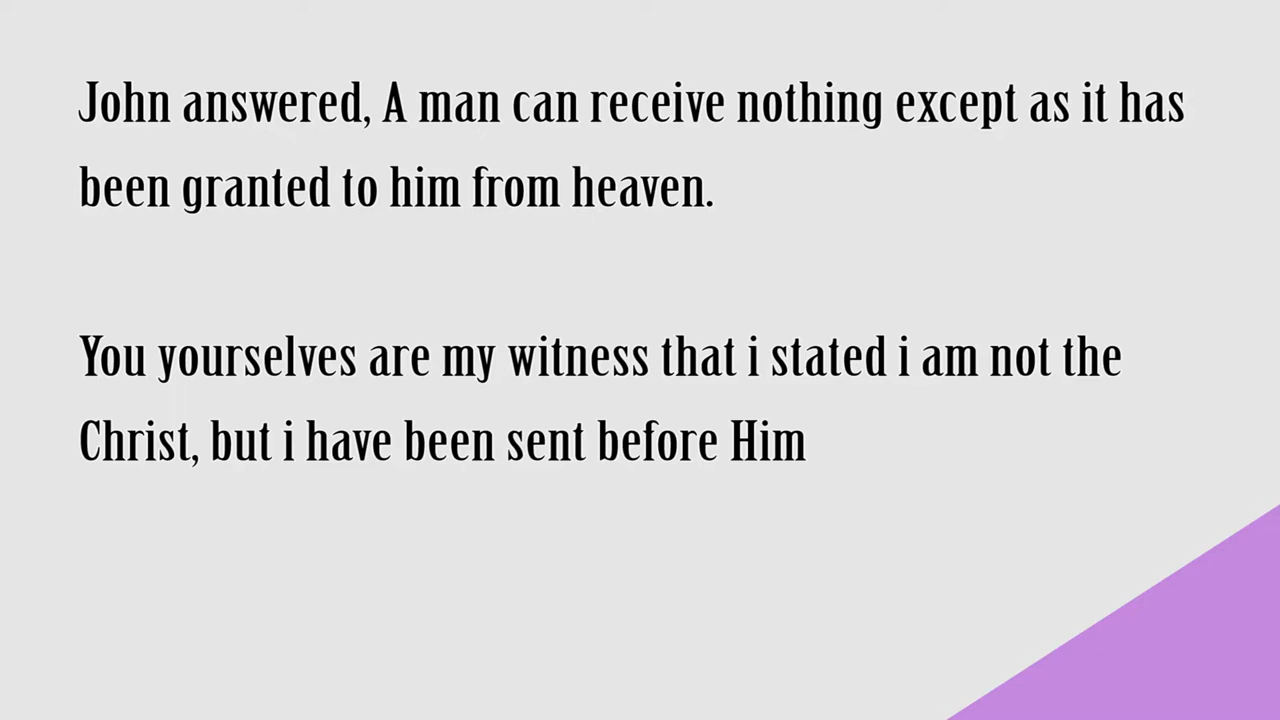 John answered, A man can receive nothing except as it has
been granted to him from heaven.
You yourselves are my witness that i stated i am not the
Christ, but i have been sent before Him